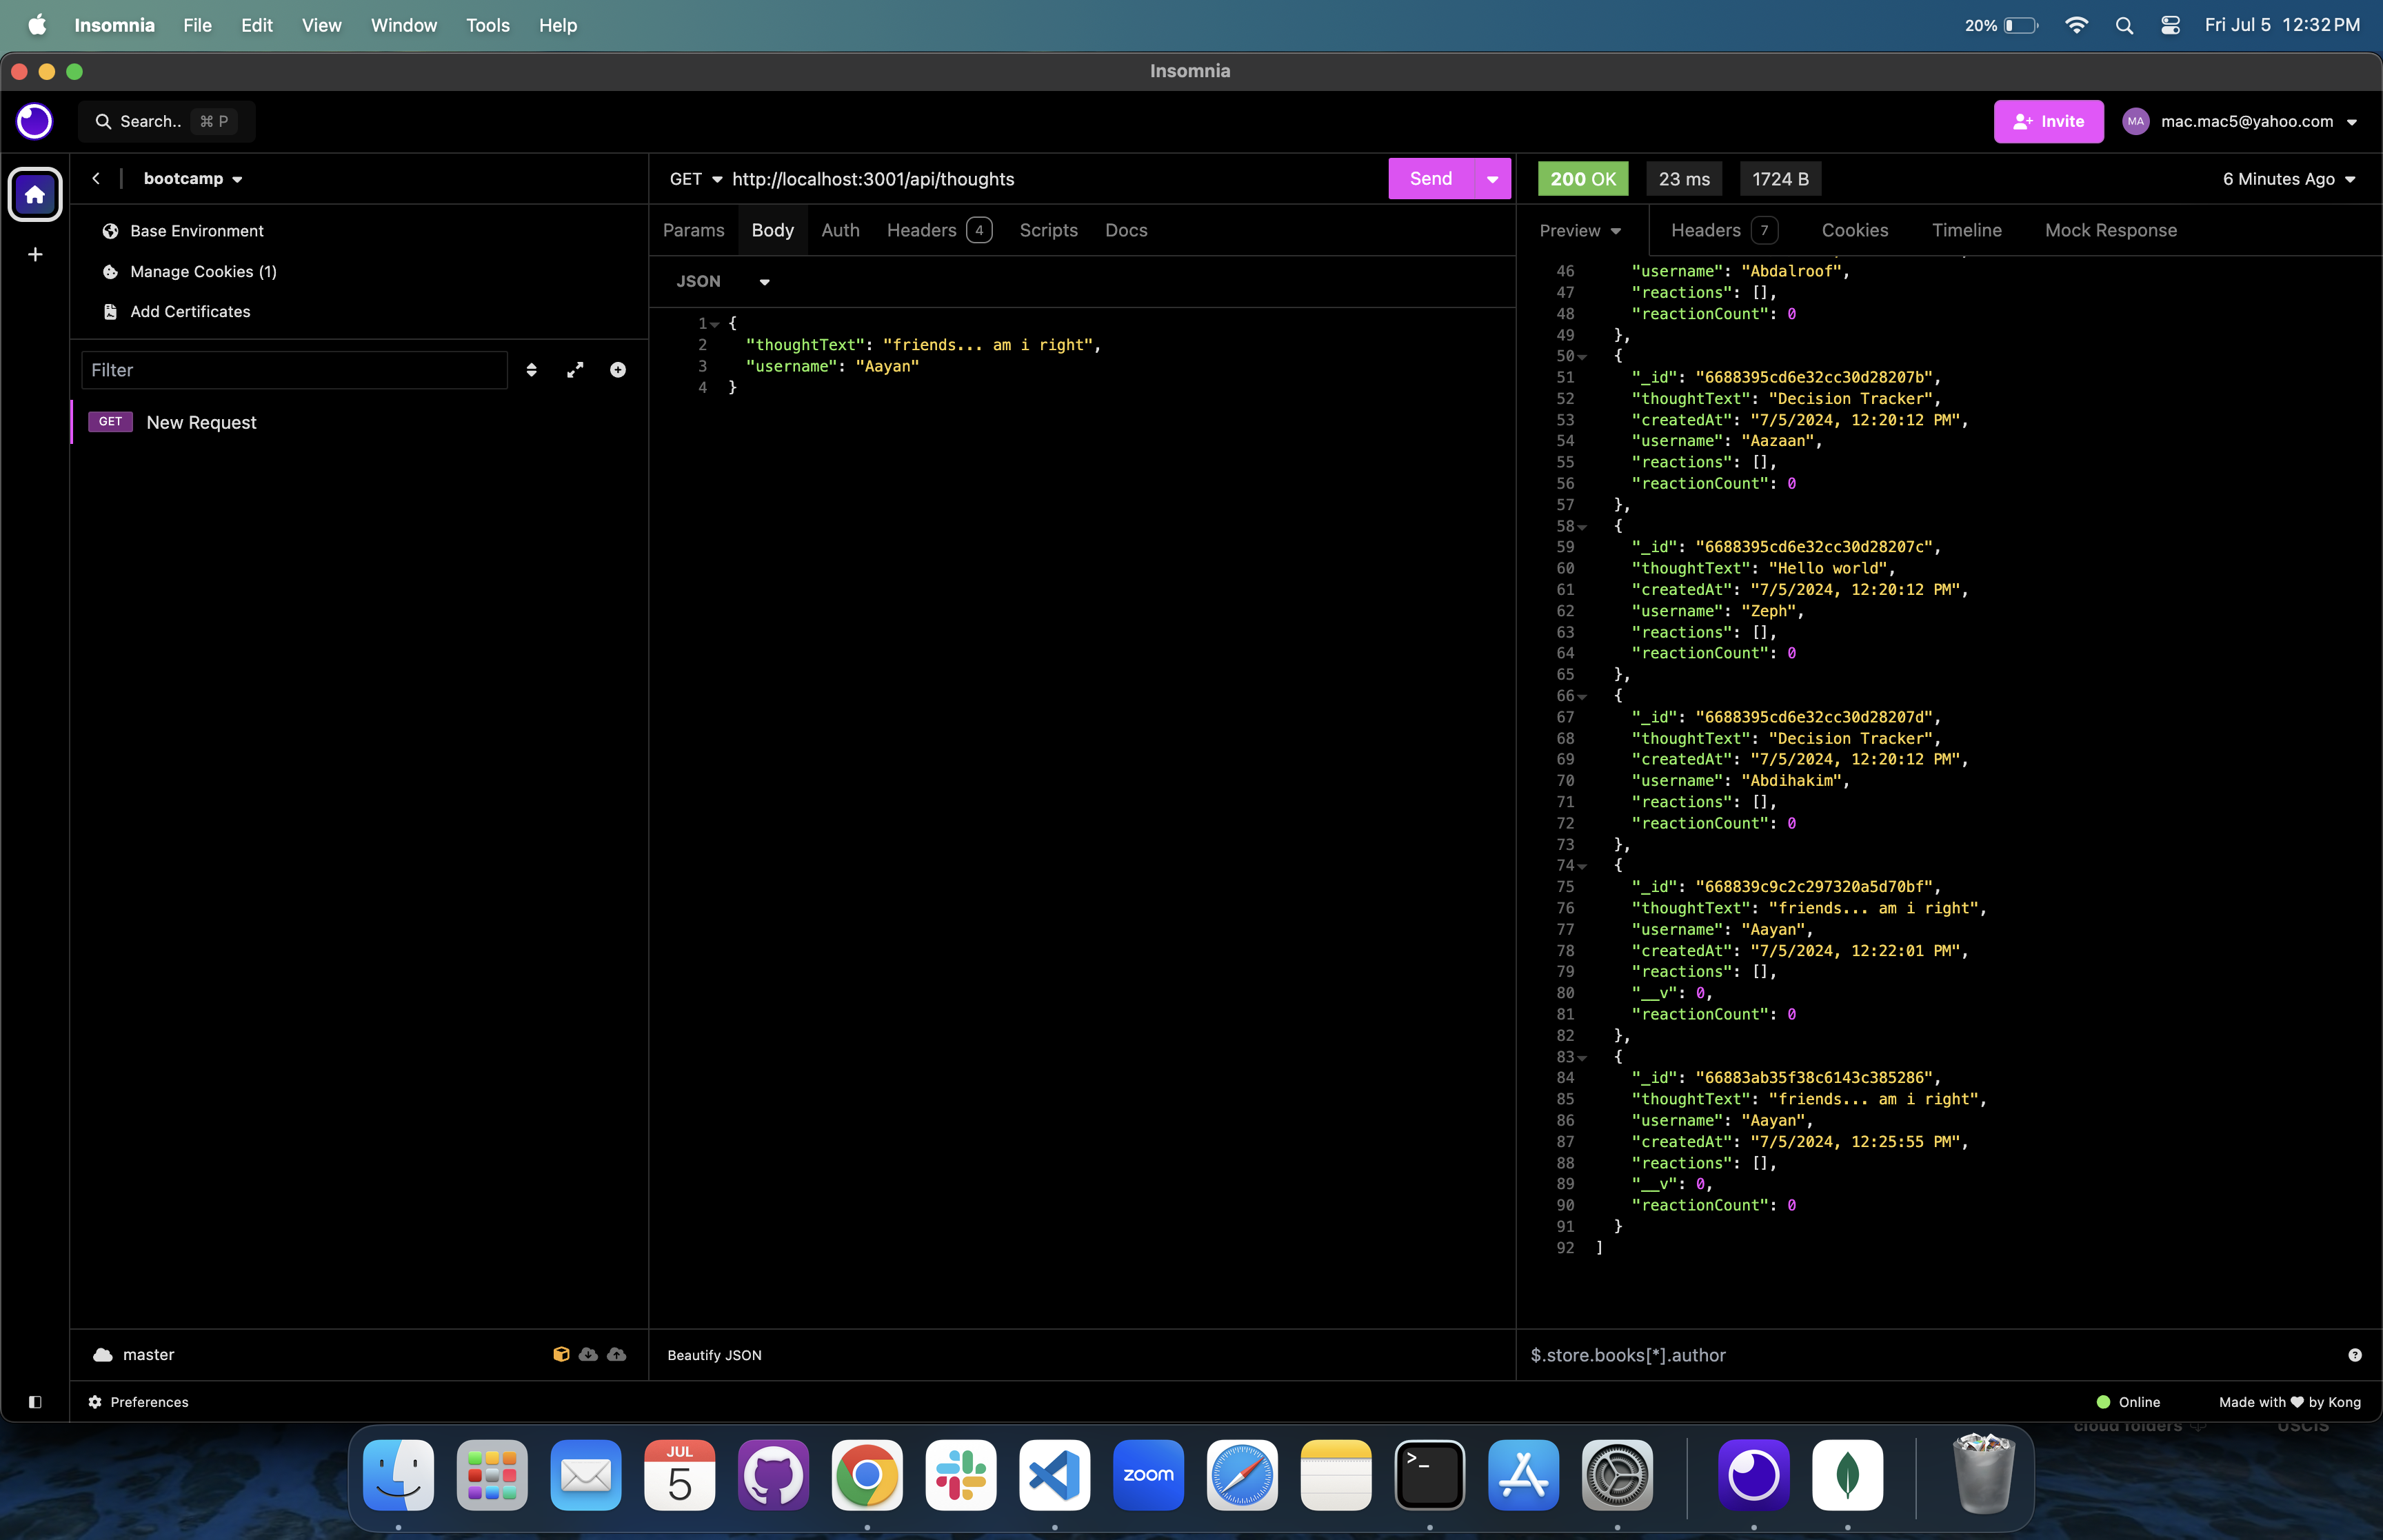 Insomnia File Edit View Window Tools Help 20% Fri Jul 5 12:32 PM
Insomnia
Search.. ⌘ P Invite MA mac.mac5@yahoo.com
bootcamp
Base Environment
Manage Cookies (1)
Add Certificates
Filter
GET New Request
GET http://localhost:3001/api/thoughts Send
Params Body Auth Headers 4 Scripts Docs
JSON
1 {
2 "thoughtText": "friends... am i right",
3 "username": "Aayan"
4 }
200 OK 23 ms 1724 B 6 Minutes Ago
Preview Headers 7 Cookies Timeline Mock Response
46 "username": "Abdalroof",
47 "reactions": [],
48 "reactionCount": 0
49 },
50 {
51 "_id": "6688395cd6e32cc30d28207b",
52 "thoughtText": "Decision Tracker",
53 "createdAt": "7/5/2024, 12:20:12 PM",
54 "username": "Aazaan",
55 "reactions": [],
56 "reactionCount": 0
57 },
58 {
59 "_id": "6688395cd6e32cc30d28207c",
60 "thoughtText": "Hello world",
61 "createdAt": "7/5/2024, 12:20:12 PM",
62 "username": "Zeph",
63 "reactions": [],
64 "reactionCount": 0
65 },
66 {
67 "_id": "6688395cd6e32cc30d28207d",
68 "thoughtText": "Decision Tracker",
69 "createdAt": "7/5/2024, 12:20:12 PM",
70 "username": "Abdihakim",
71 "reactions": [],
72 "reactionCount": 0
73 },
74 {
75 "_id": "668839c9c2c297320a5d70bf",
76 "thoughtText": "friends... am i right",
77 "username": "Aayan",
78 "createdAt": "7/5/2024, 12:22:01 PM",
79 "reactions": [],
80 "__v": 0,
81 "reactionCount": 0
82 },
83 {
84 "_id": "66883ab35f38c6143c385286",
85 "thoughtText": "friends... am i right",
86 "username": "Aayan",
87 "createdAt": "7/5/2024, 12:25:55 PM",
88 "reactions": [],
89 "__v": 0,
90 "reactionCount": 0
91 }
92 ]
master
Beautify JSON
$.store.books[*].author
Preferences
Online Made with ♥ by Kong
cloud folders USCIS
JUL
5
zoom
>_